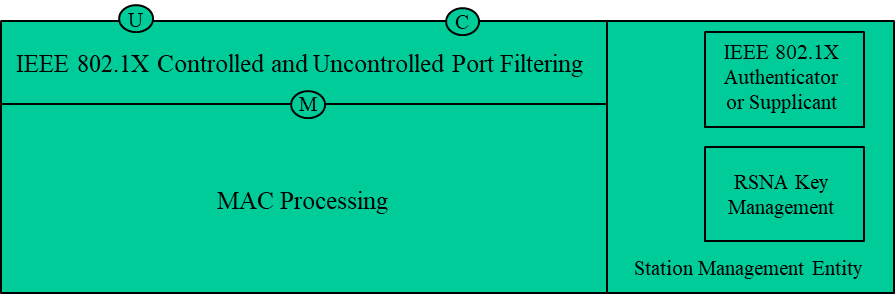 U
C
IEEE 802.1X Controlled and Uncontrolled Port Filtering
M
MAC Processing
IEEE 802.1X
Authenticator
or Supplicant
RSNA Key
Management
Station Management Entity